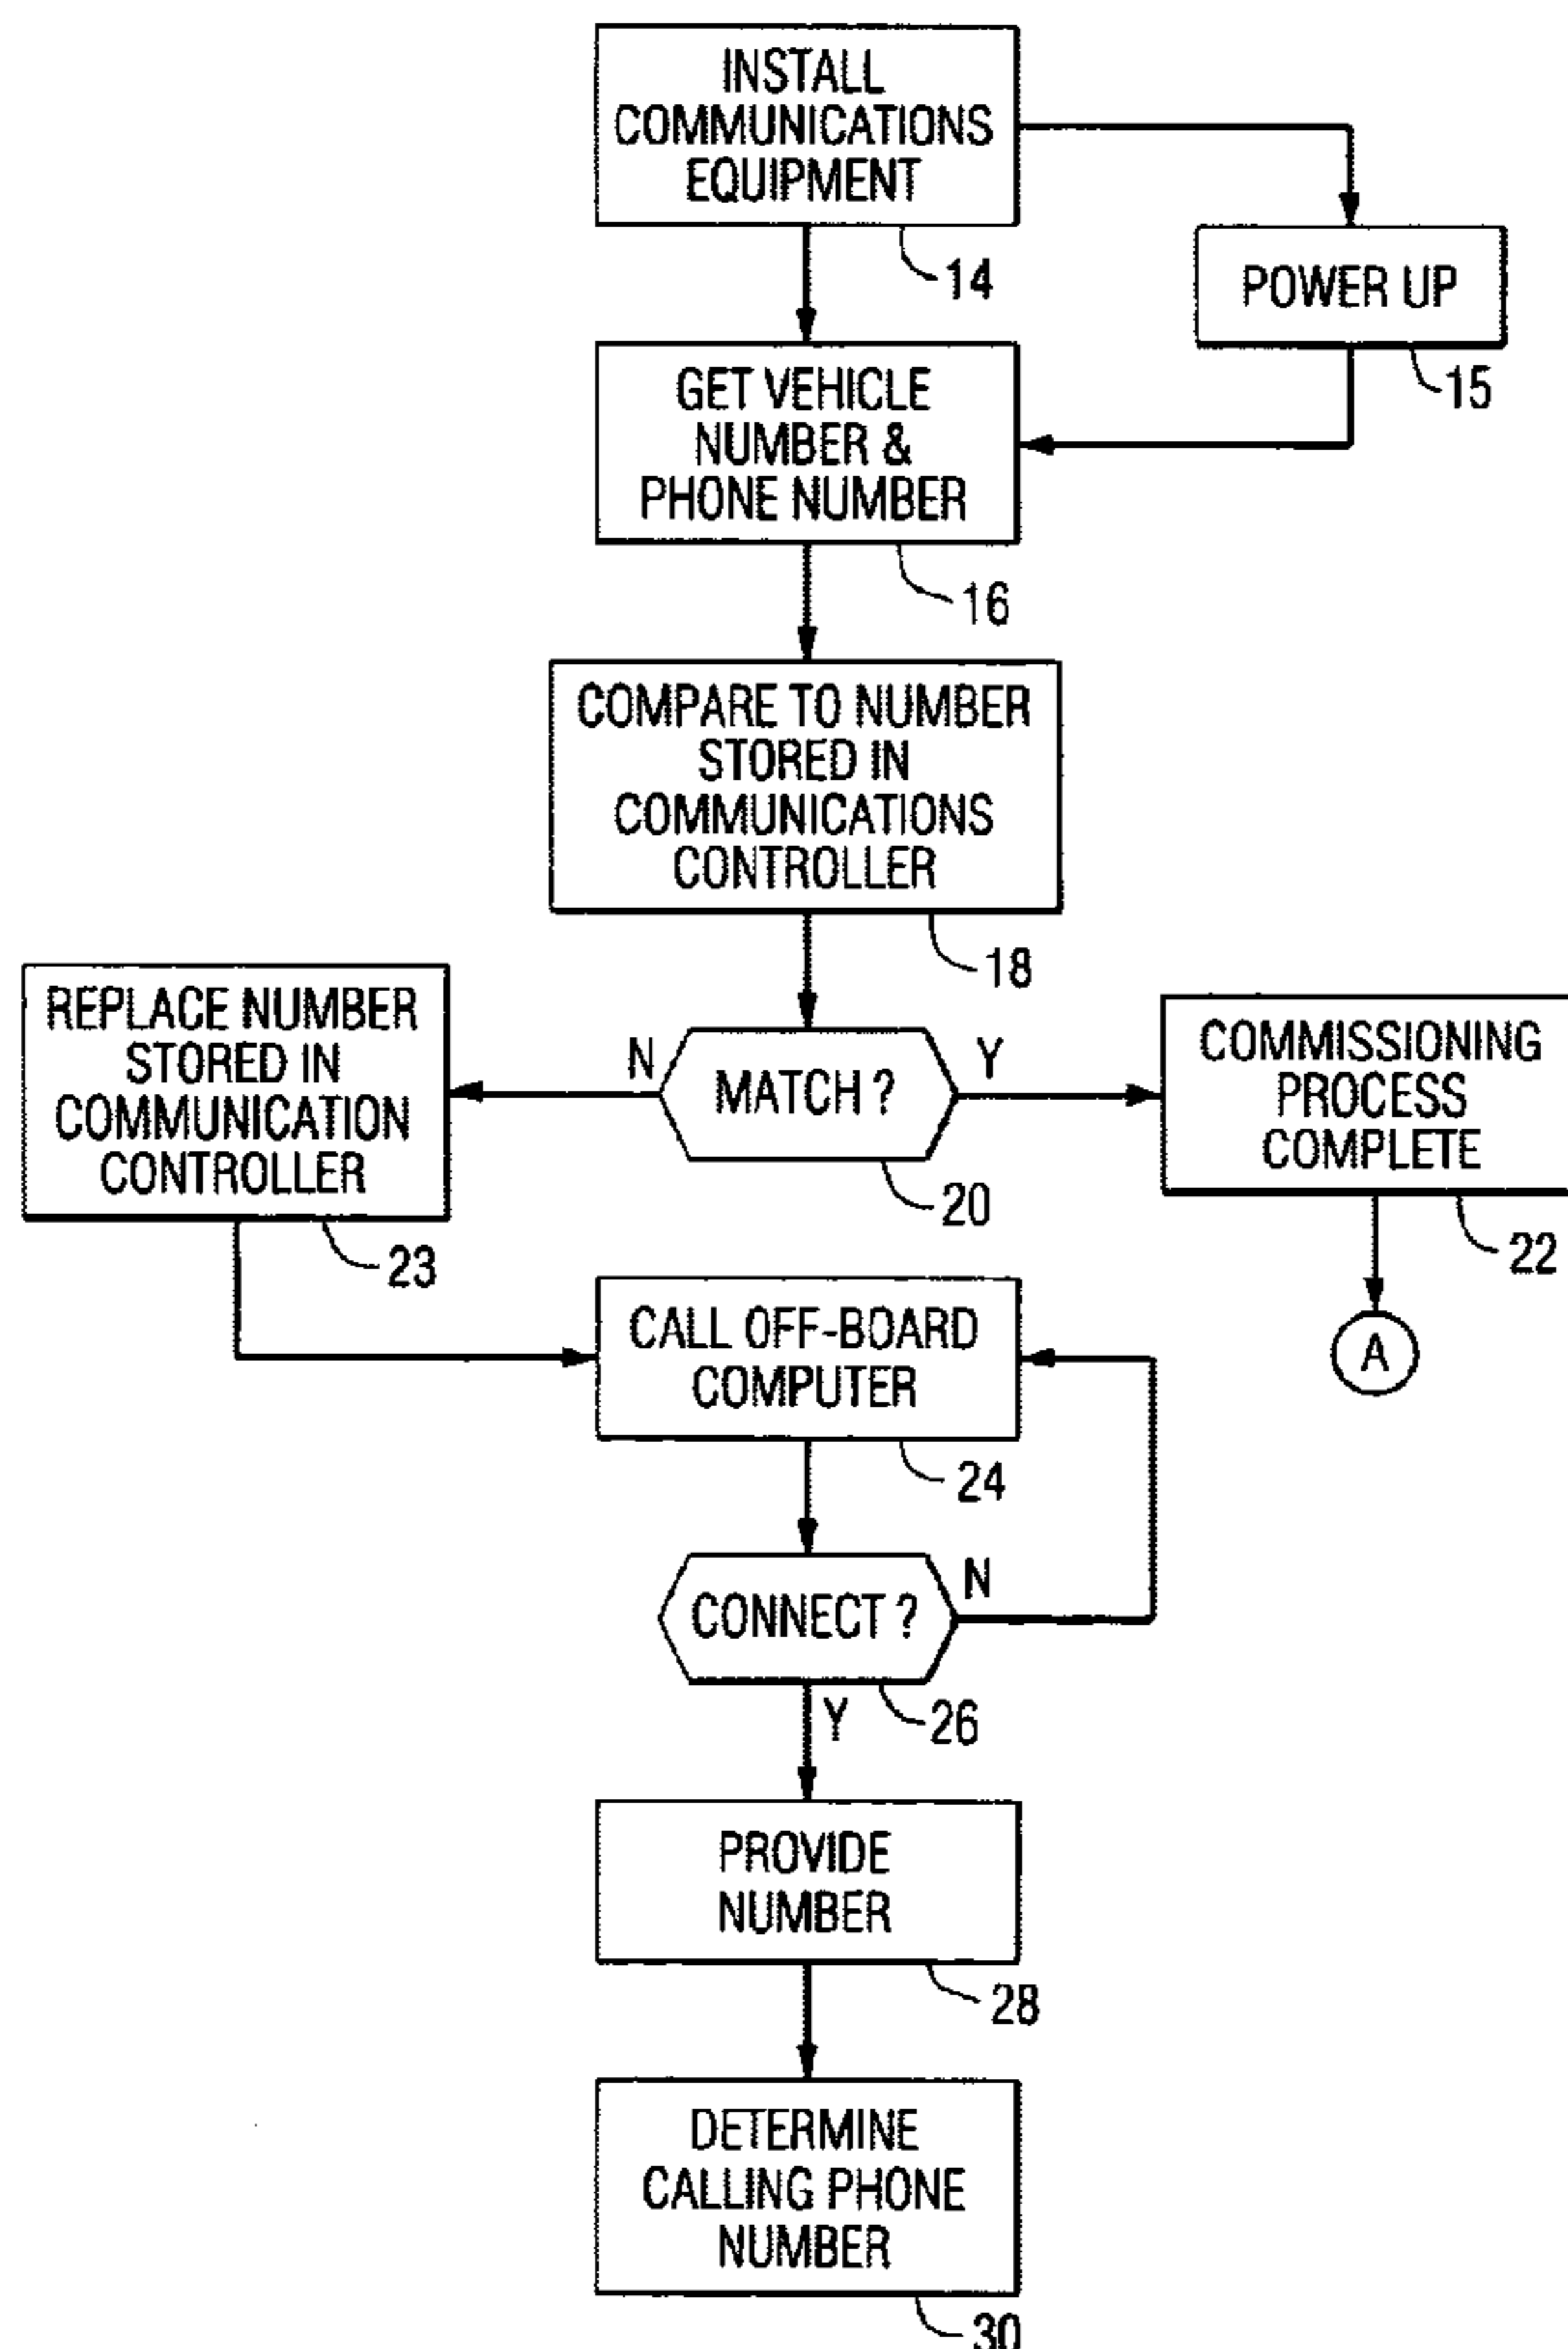 INSTALL
COMMUNICATIONS
EQUIPMENT
14
POWER UP
15
GET VEHICLE
NUMBER &
PHONE NUMBER
16
COMPARE TO NUMBER
STORED IN
COMMUNICATIONS
CONTROLLER
18
REPLACE NUMBER
STORED IN
COMMUNICATION
CONTROLLER
23
N
MATCH ?
Y
20
COMMISSIONING
PROCESS
COMPLETE
22
A
CALL OFF-BOARD
COMPUTER
24
CONNECT ?
N
Y
26
PROVIDE
NUMBER
28
DETERMINE
CALLING PHONE
NUMBER
30